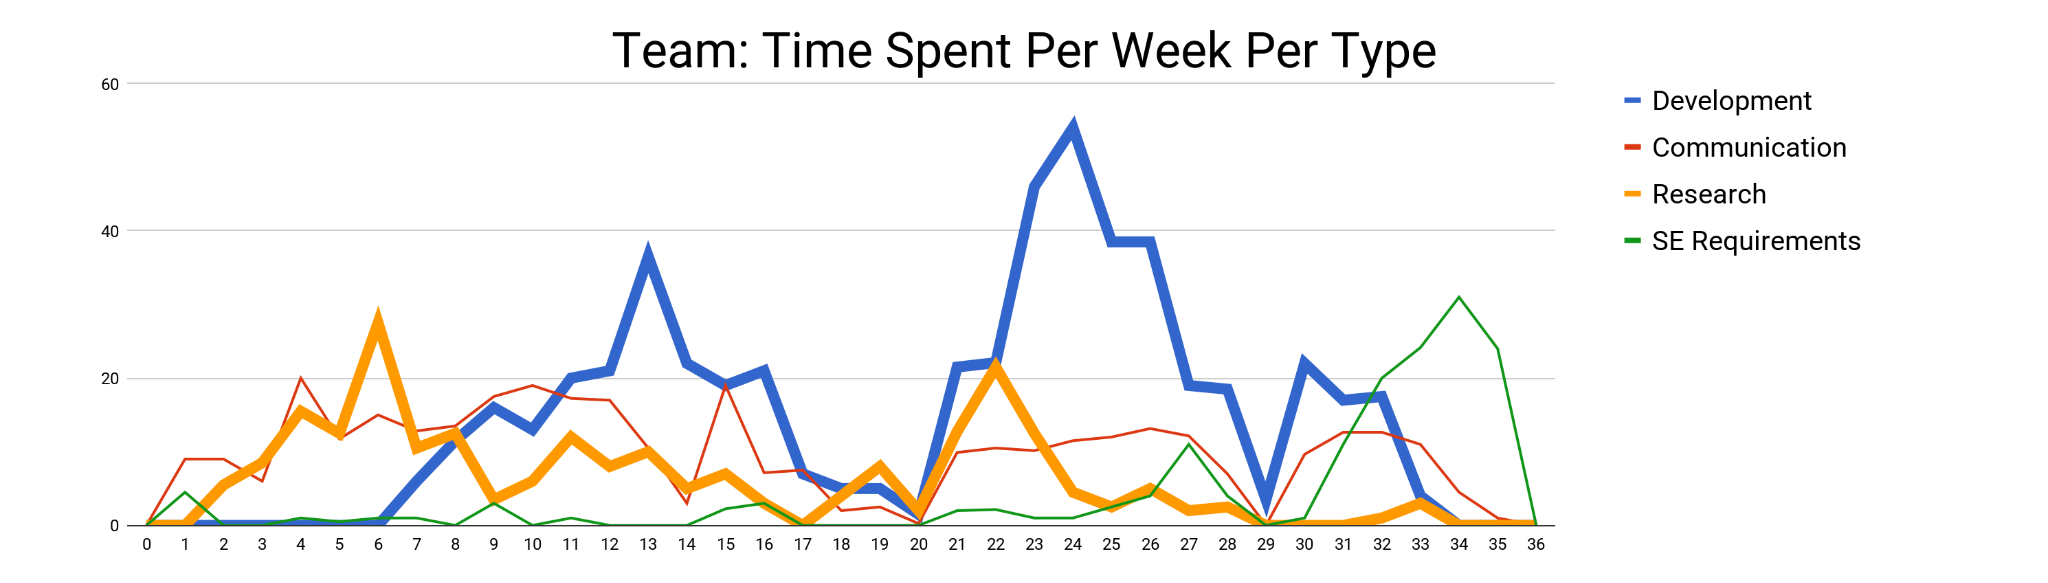 Team: Time Spent Per Week Per Type
60
40
20
0
0 1 2 3 4 5 6 7 8 9 10 11 12 13 14 15 16 17 18 19 20 21 22 23 24 25 26 27 28 29 30 31 32 33 34 35 36
Development
Communication
Research
SE Requirements